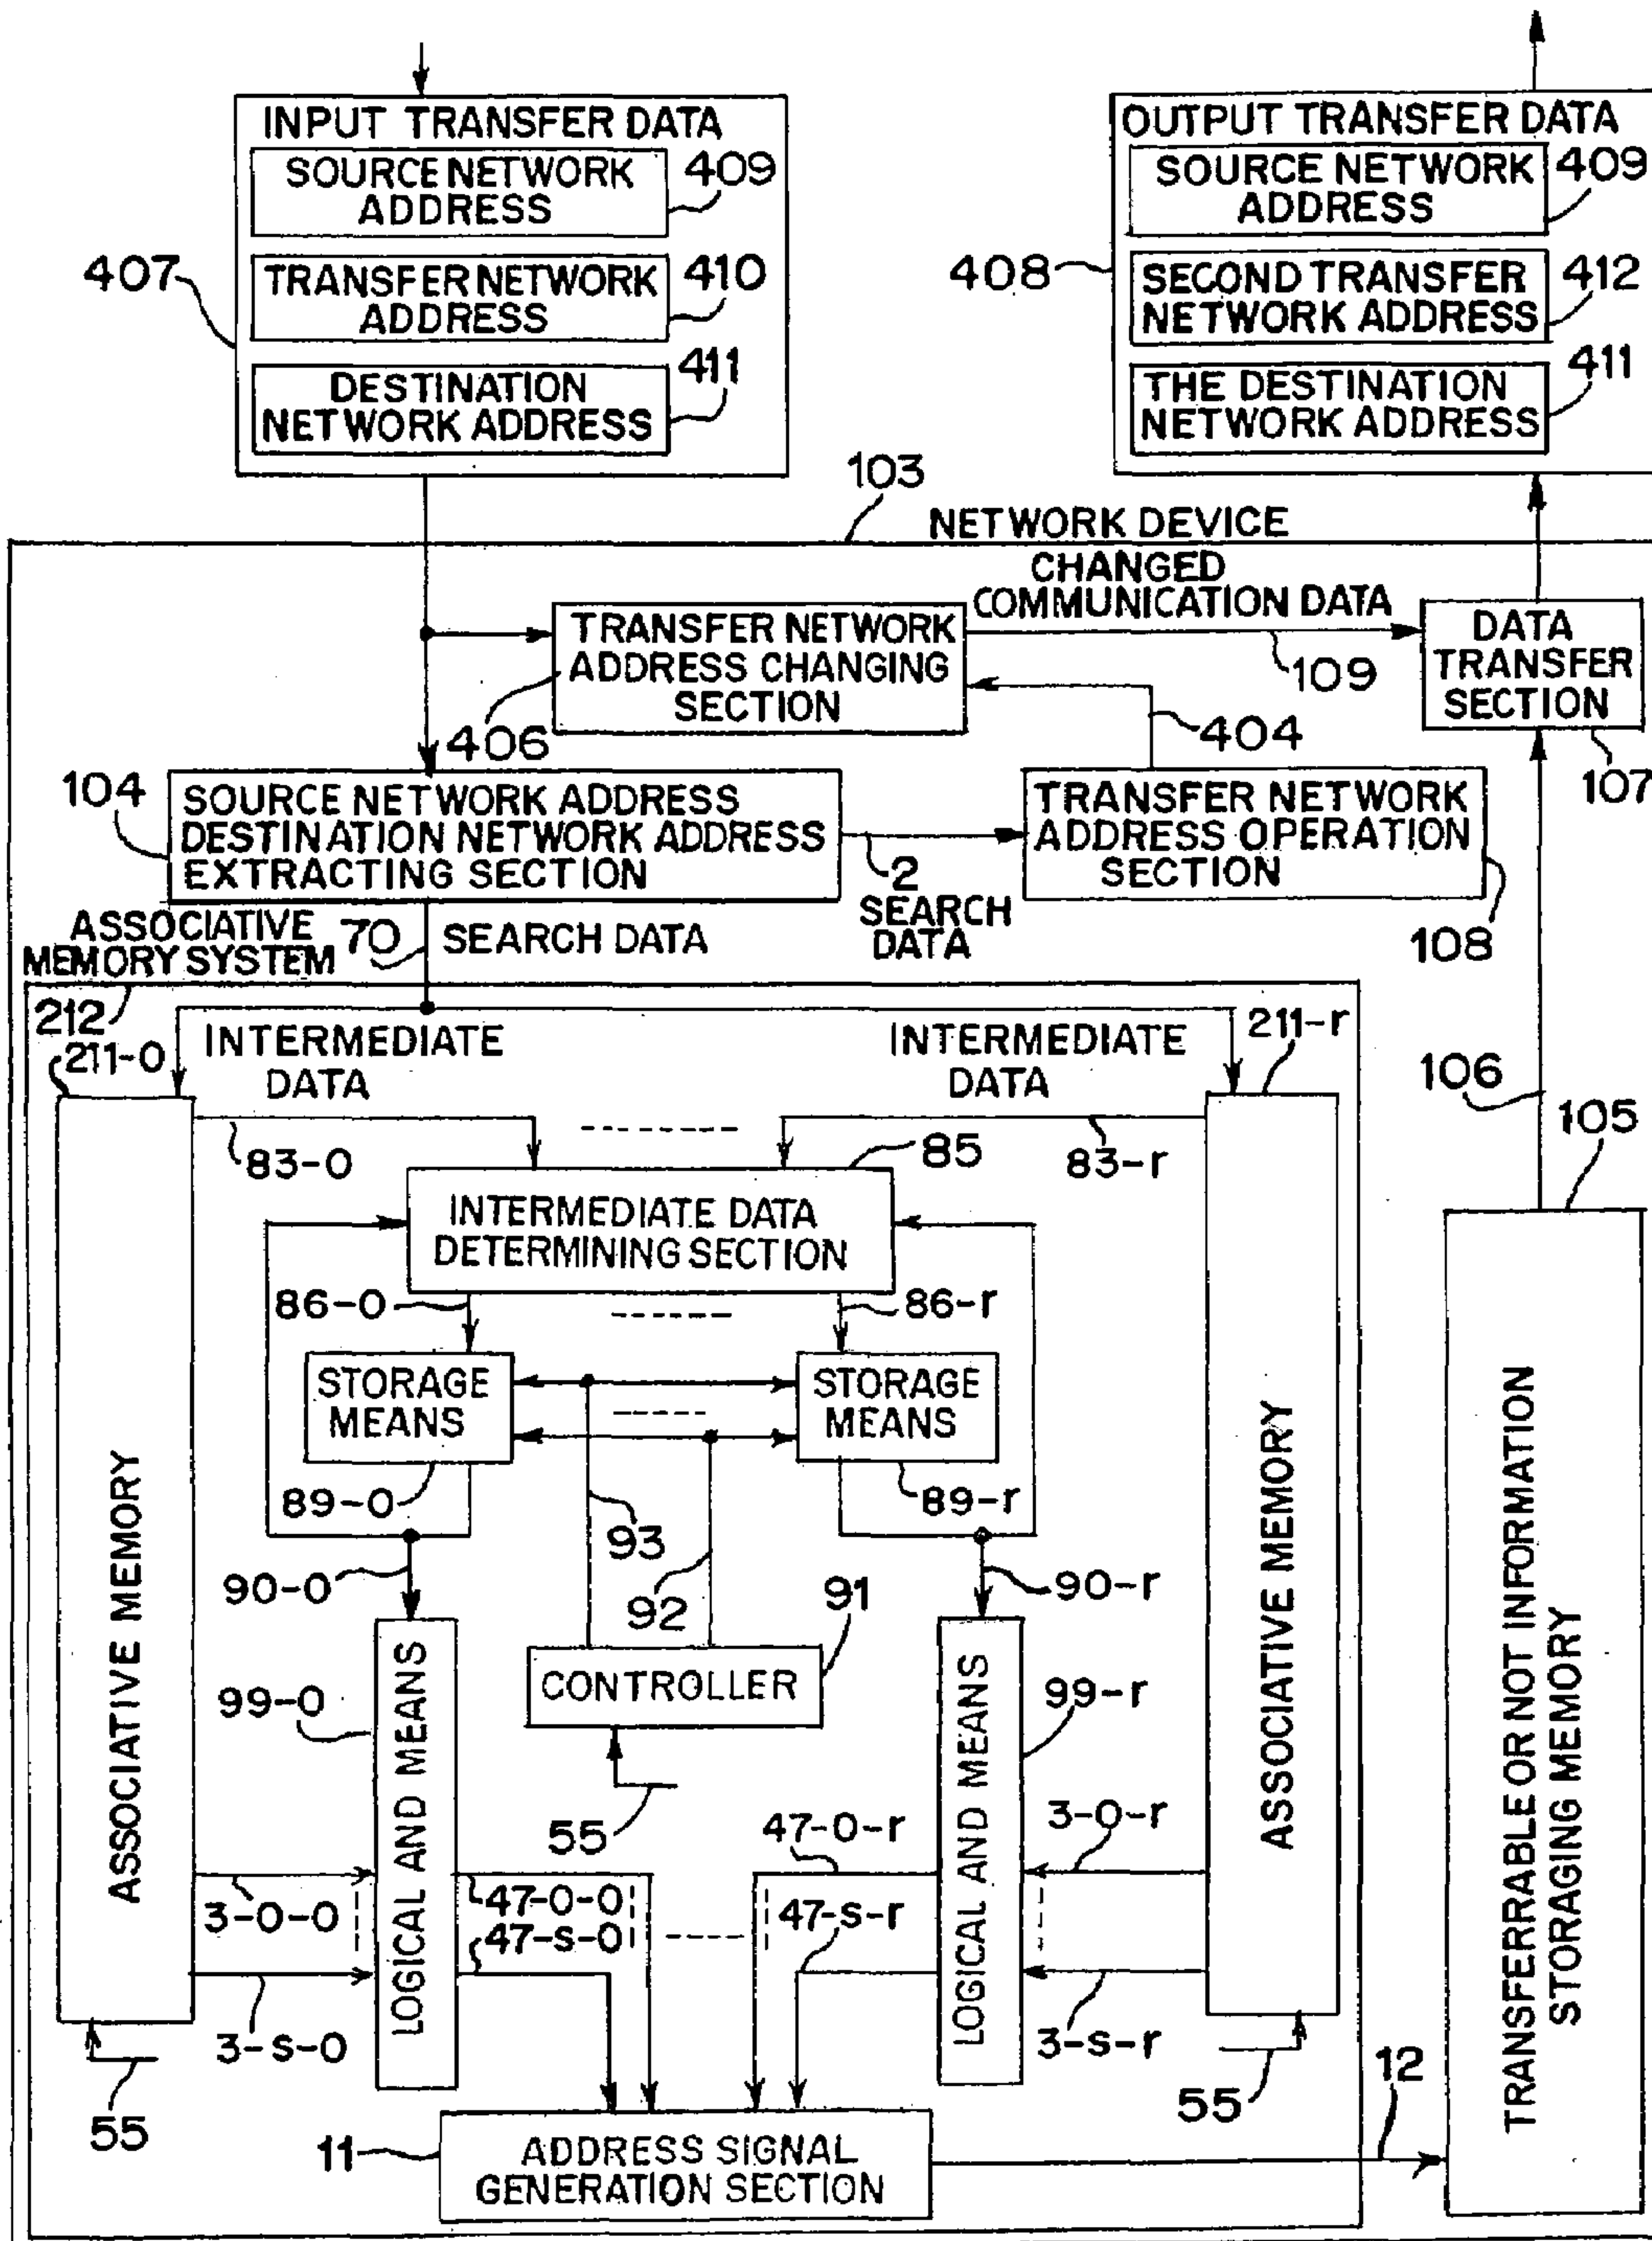 INPUT TRANSFER DATA
SOURCE NETWORK
ADDRESS
409
TRANSFER NETWORK
ADDRESS
410
DESTINATION
NETWORK ADDRESS
411
407
OUTPUT TRANSFER DATA
SOURCE NETWORK
ADDRESS
409
SECOND TRANSFER
NETWORK ADDRESS
412
THE DESTINATION
NETWORK ADDRESS
411
408
103
NETWORK DEVICE
CHANGED
COMMUNICATION DATA
TRANSFER NETWORK
ADDRESS CHANGING
SECTION
406
109
DATA
TRANSFER
SECTION
107
404
104
SOURCE NETWORK ADDRESS
DESTINATION NETWORK ADDRESS
EXTRACTING SECTION
2
SEARCH
DATA
TRANSFER NETWORK
ADDRESS OPERATION
SECTION
108
ASSOCIATIVE
MEMORY SYSTEM
70
SEARCH DATA
212
211-0
INTERMEDIATE
DATA
INTERMEDIATE
DATA
211-r
106
105
83-0
85
83-r
INTERMEDIATE DATA
DETERMINING SECTION
86-0
86-r
STORAGE
MEANS
STORAGE
MEANS
89-0
89-r
93
92
90-0
90-r
91
CONTROLLER
55
ASSOCIATIVE MEMORY
99-0
LOGICAL AND MEANS
LOGICAL AND MEANS
99-r
ASSOCIATIVE MEMORY
TRANSFERRABLE OR NOT INFORMATION
STORAGING MEMORY
3-0-0
47-0-0
47-0-r
3-0-r
3-s-0
47-s-0
47-s-r
3-s-r
55
55
12
11
ADDRESS SIGNAL
GENERATION SECTION